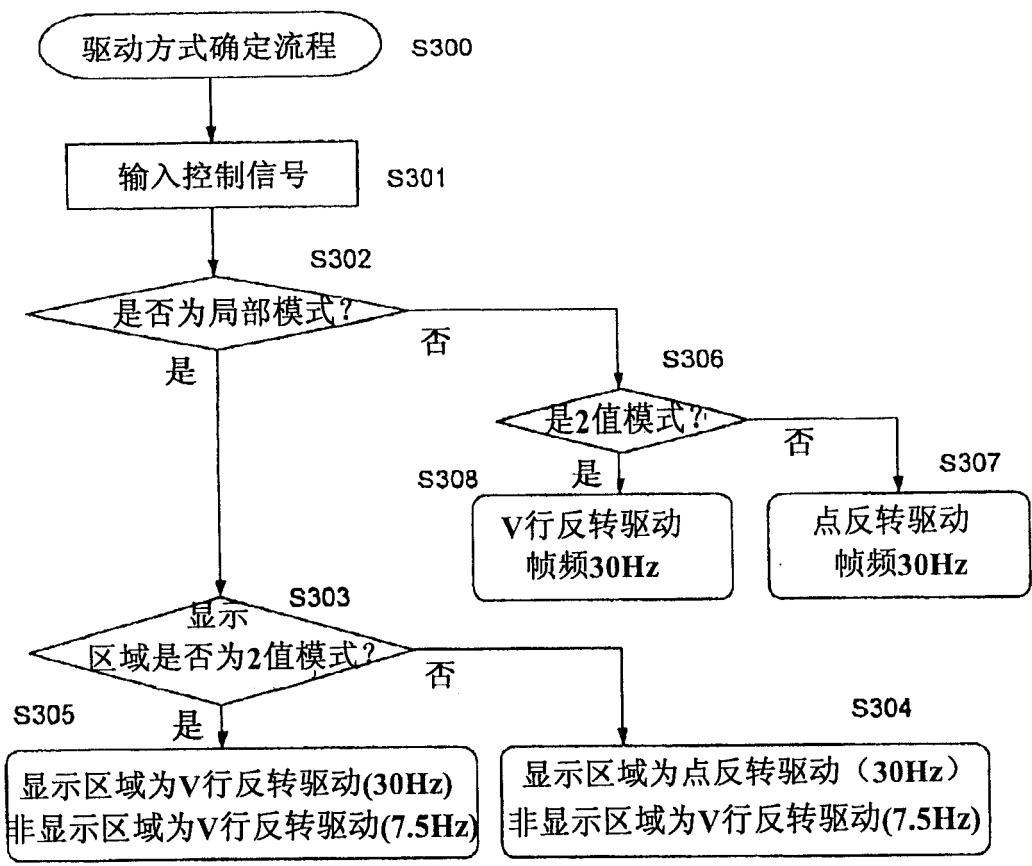 驱动方式确定流程
S300
输入控制信号
S301
S302
是否为局部模式?
否
是
S306
是2值模式?
否
是
S308
S307
V行反转驱动
帧频30Hz
点反转驱动
帧频30Hz
S303
显示
区域是否为2值模式?
否
是
S305
S304
显示区域为V行反转驱动(30Hz)
非显示区域为V行反转驱动(7.5Hz)
显示区域为点反转驱动（30Hz）
非显示区域为V行反转驱动(7.5Hz)